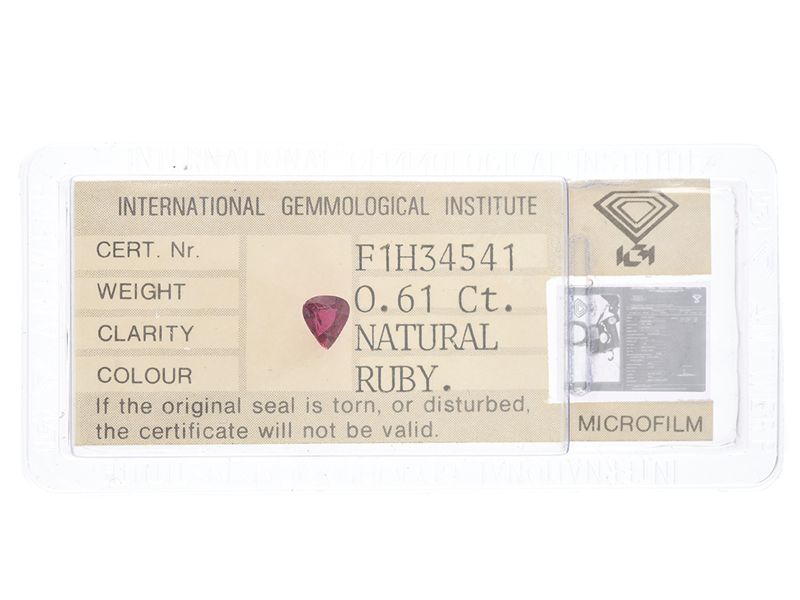 INTERNATIONAL GEMMOLOGICAL INSTITUTE
CERT. Nr. F1H34541
WEIGHT 0.61 Ct.
CLARITY NATURAL
COLOUR RUBY.
If the original seal is torn, or disturbed,
the certificate will not be valid.
IGI
MICROFILM